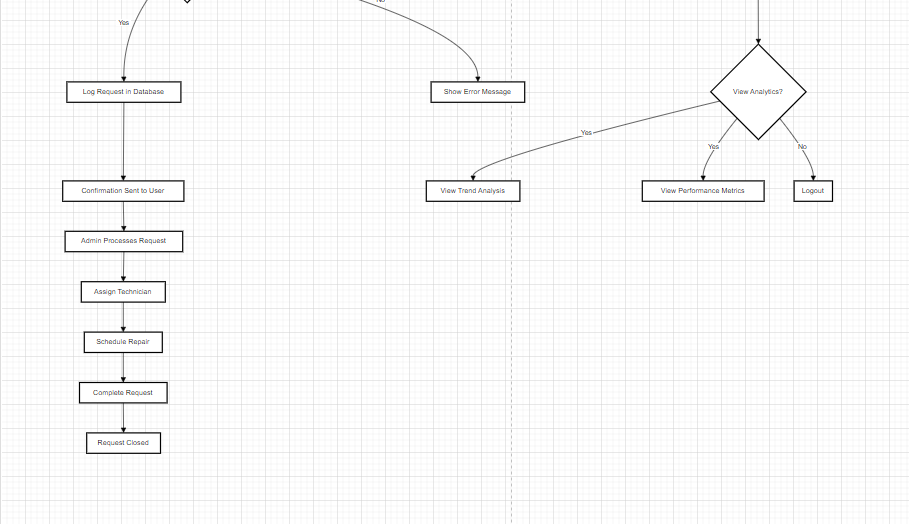 No
Yes
Log Request in Database
Show Error Message
View Analytics?
Yes
Yes
No
Confirmation Sent to User
View Trend Analysis
View Performance Metrics
Logout
Admin Processes Request
Assign Technician
Schedule Repair
Complete Request
Request Closed